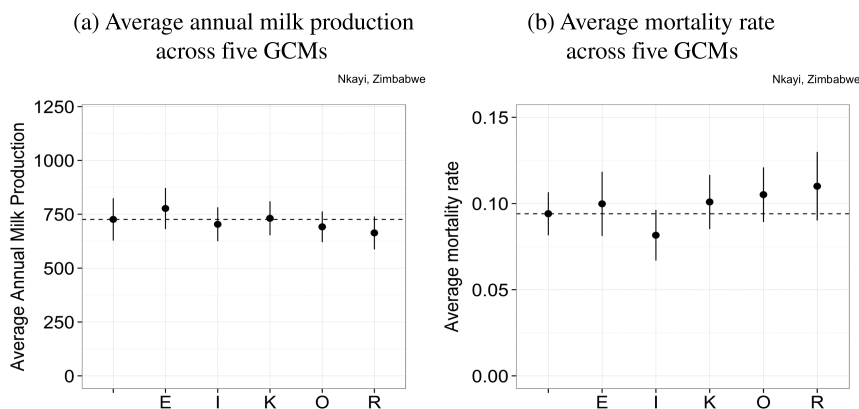 (a) Average annual milk production
across five GCMs
Nkayi, Zimbabwe
Average Annual Milk Production
1250
1000
750
500
250
0
E I K O R
(b) Average mortality rate
across five GCMs
Nkayi, Zimbabwe
Average mortality rate
0.15
0.10
0.05
0.00
E I K O R